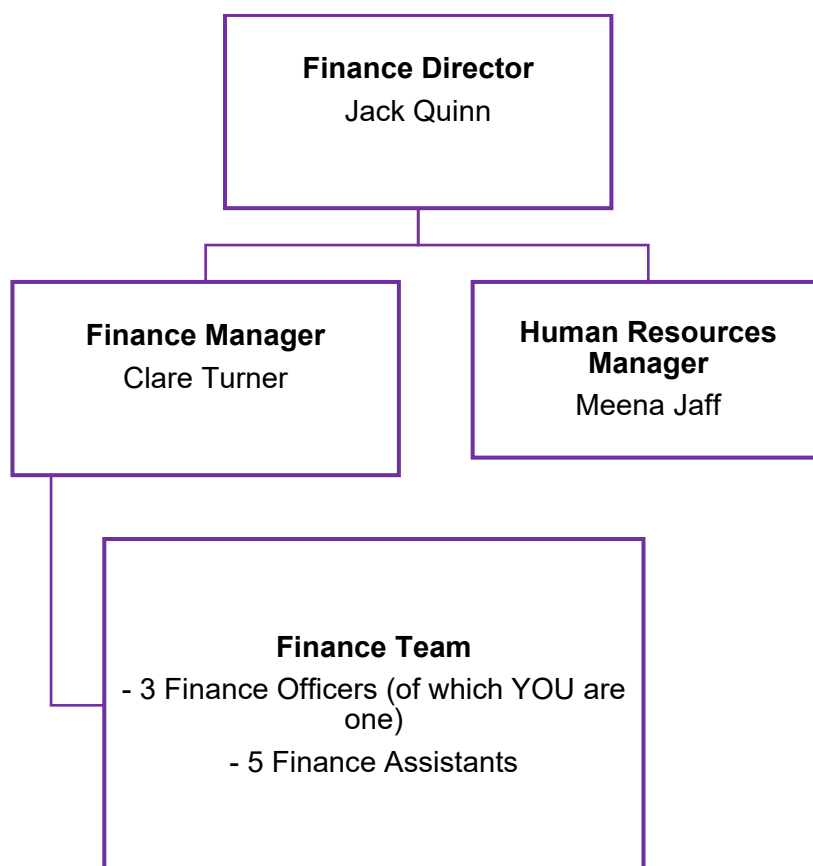 Finance Director
Jack Quinn
Finance Manager
Clare Turner
Human Resources
Manager
Meena Jaff
Finance Team
- 3 Finance Officers (of which YOU are
one)
- 5 Finance Assistants